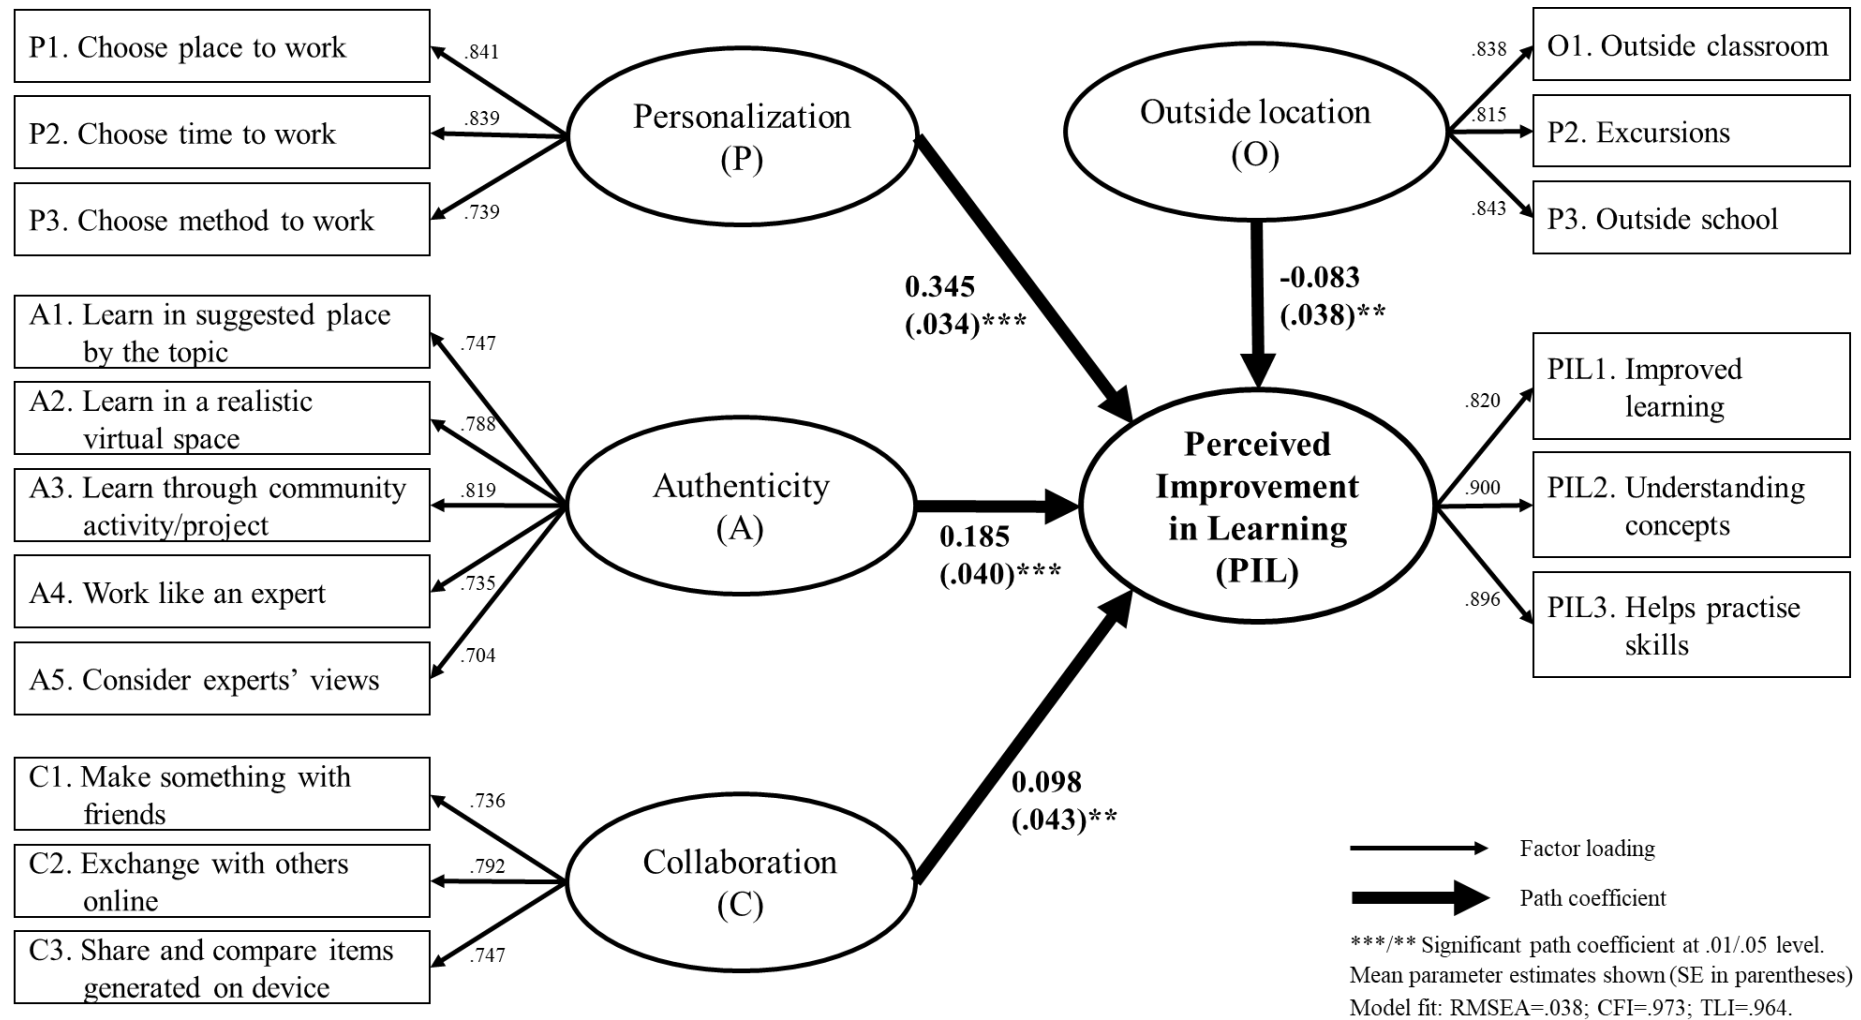 P1. Choose place to work
.841
P2. Choose time to work
.839
P3. Choose method to work
.739
Personalization
(P)
0.345
(.034)***
Outside location
(O)
-0.083
(.038)**
.838
O1. Outside classroom
.815
P2. Excursions
.843
P3. Outside school
A1. Learn in suggested place
by the topic
.747
A2. Learn in a realistic
virtual space
.788
A3. Learn through community
activity/project
.819
A4. Work like an expert
.735
A5. Consider experts’ views
.704
Authenticity
(A)
0.185
(.040)***
Perceived
Improvement
in Learning
(PIL)
.820
PIL1. Improved
learning
.900
PIL2. Understanding
concepts
.896
PIL3. Helps practise
skills
C1. Make something with
friends
.736
C2. Exchange with others
online
.792
C3. Share and compare items
generated on device
.747
Collaboration
(C)
0.098
(.043)**
Factor loading
Path coefficient
***/** Significant path coefficient at .01/.05 level.
Mean parameter estimates shown (SE in parentheses)
Model fit: RMSEA=.038; CFI=.973; TLI=.964.